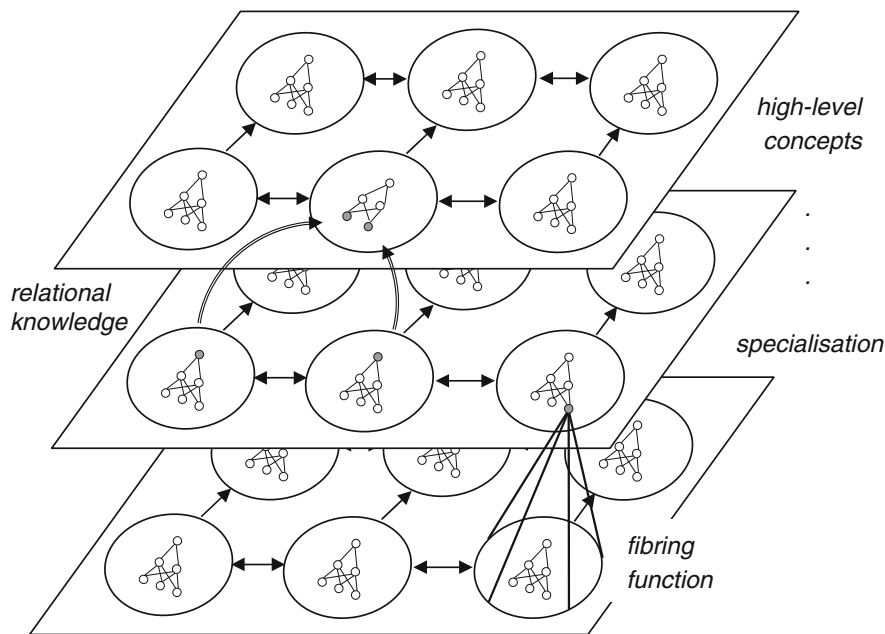 high-level
concepts
.
.
.
relational
knowledge
specialisation
fibring
function